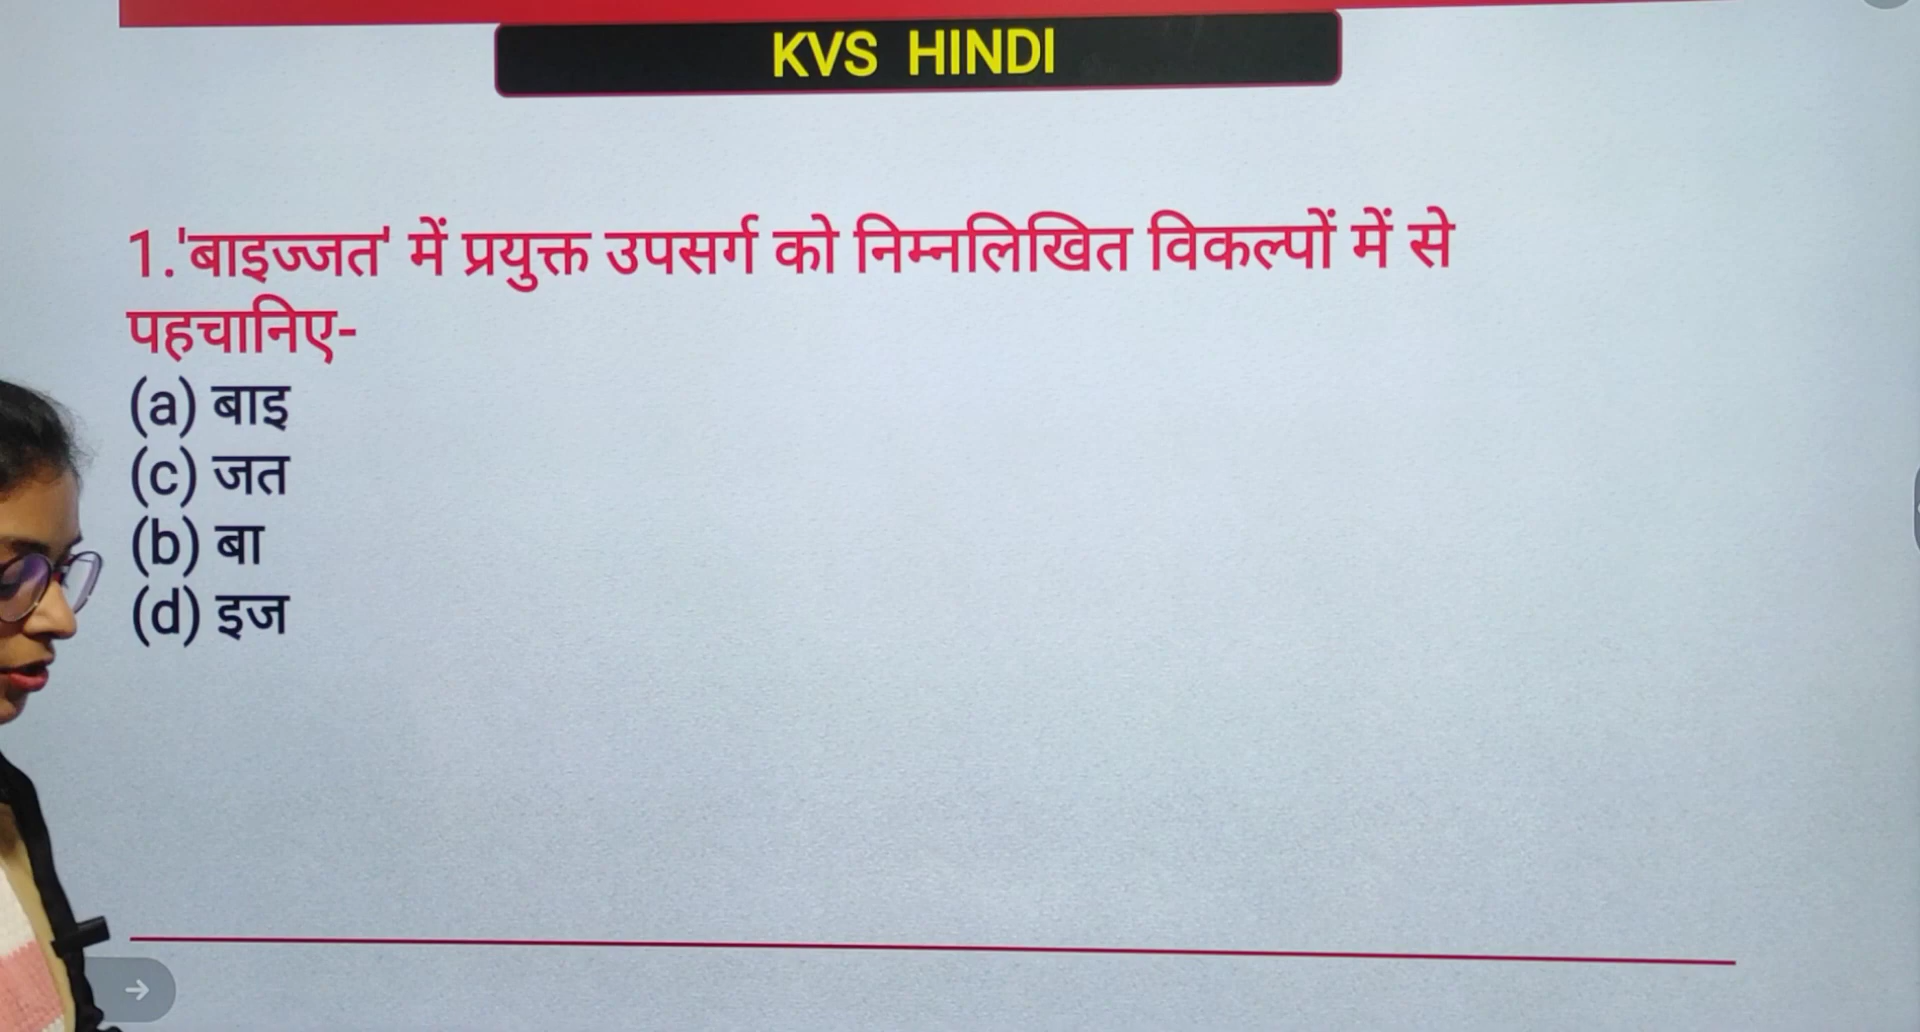 KVS HINDI
1.'बाइज्जत' में प्रयुक्त उपसर्ग को निम्नलिखित विकल्पों में से
पहचानिए-
(a) बाइ
(c) जत
(b) बा
(d) इज